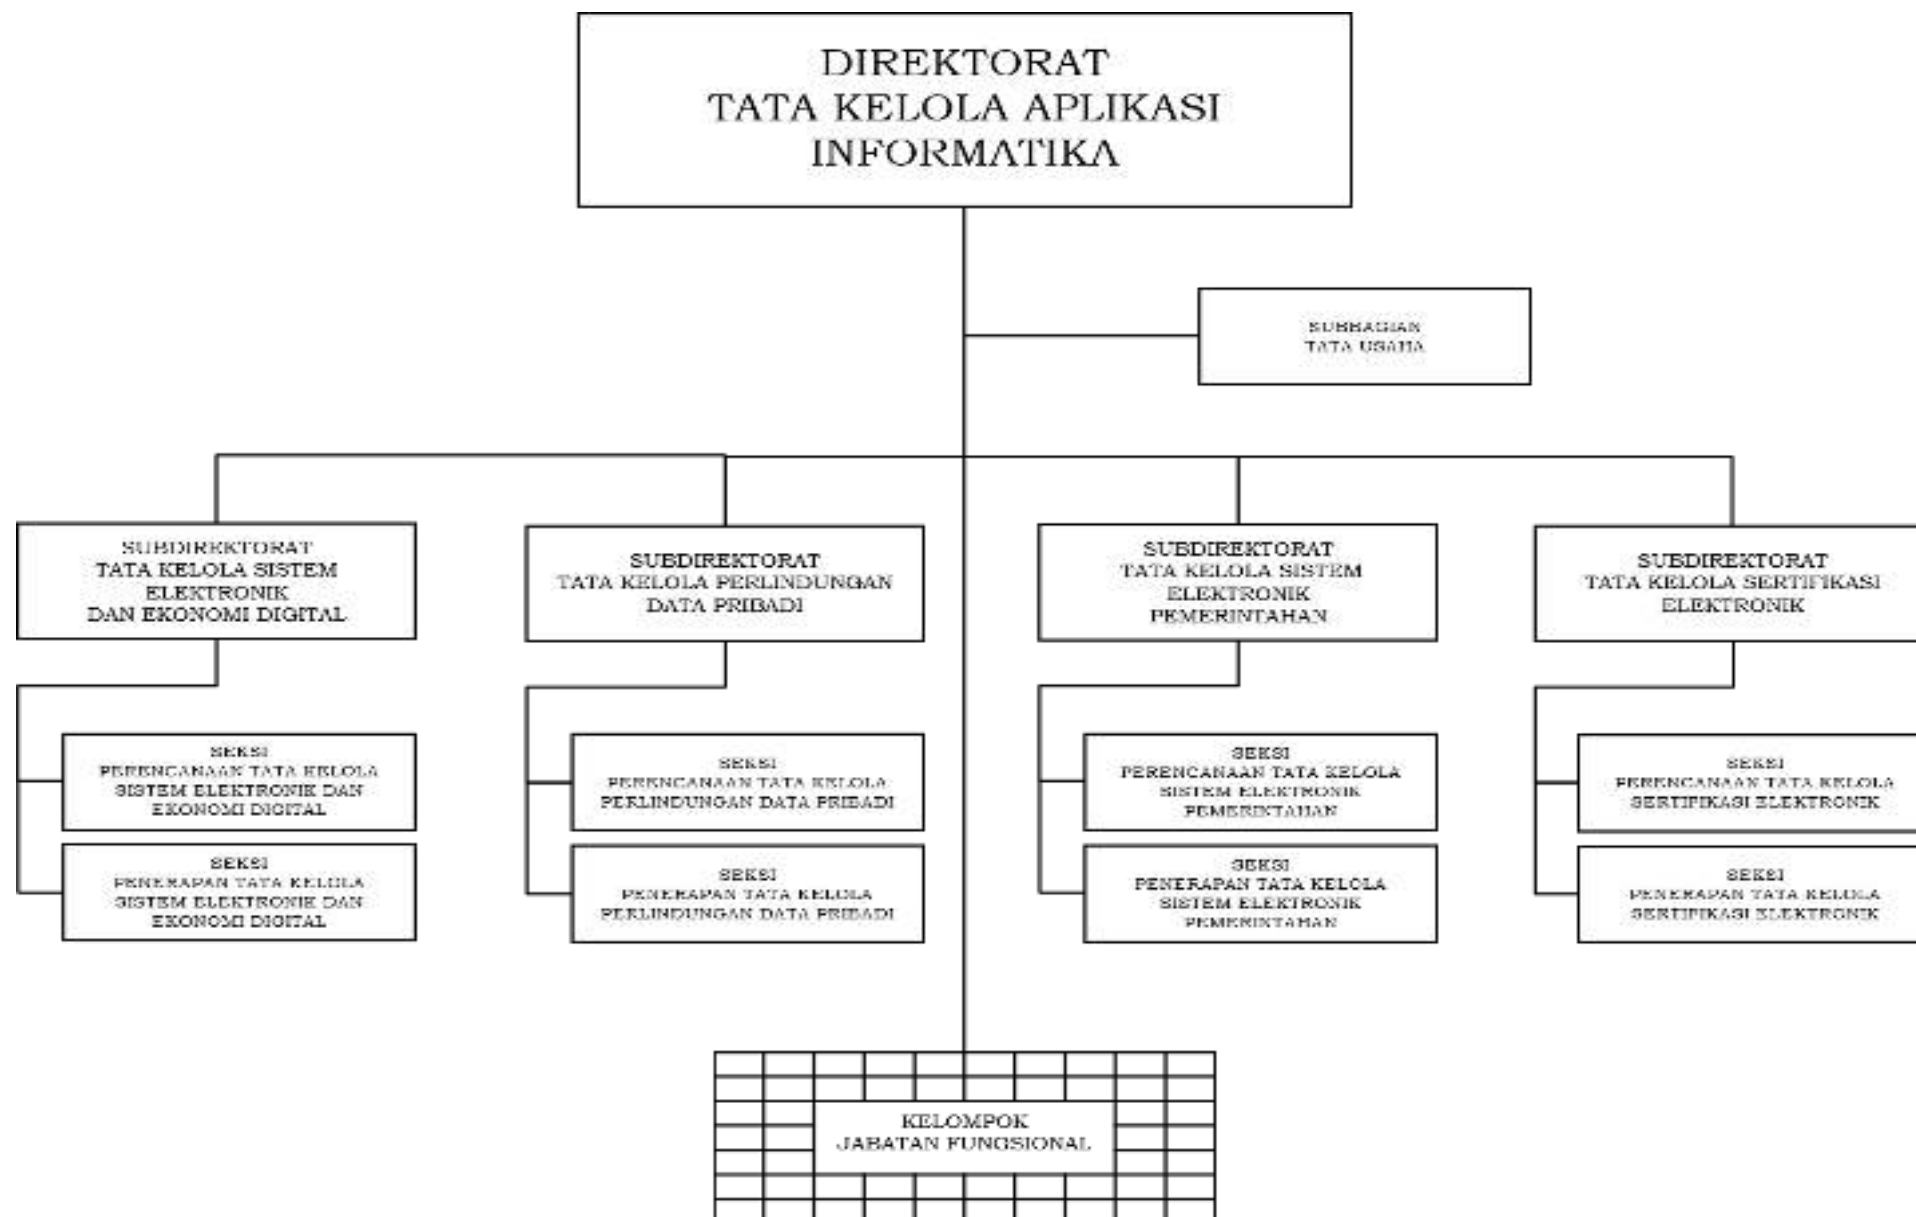 DIREKTORAT
TATA KELOLA APLIKASI
INFORMATIKA
SUBBAGIAN
TATA USAHA
SUBDIREKTORAT
TATA KELOLA SISTEM
ELEKTRONIK
DAN EKONOMI DIGITAL
SUBDIREKTORAT
TATA KELOLA PERLINDUNGAN
DATA PRIBADI
SUBDIREKTORAT
TATA KELOLA SISTEM
ELEKTRONIK
PEMERINTAHAN
SUBDIREKTORAT
TATA KELOLA SERTIFIKASI
ELEKTRONIK
SEKSI
PERENCANAAN TATA KELOLA
SISTEM ELEKTRONIK DAN
EKONOMI DIGITAL
SEKSI
PERENCANAAN TATA KELOLA
PERLINDUNGAN DATA PRIBADI
SEKSI
PERENCANAAN TATA KELOLA
SISTEM ELEKTRONIK
PEMERINTAHAN
SEKSI
PERENCANAAN TATA KELOLA
SERTIFIKASI ELEKTRONIK
SEKSI
PENERAPAN TATA KELOLA
SISTEM ELEKTRONIK DAN
EKONOMI DIGITAL
SEKSI
PENERAPAN TATA KELOLA
PERLINDUNGAN DATA PRIBADI
SEKSI
PENERAPAN TATA KELOLA
SISTEM ELEKTRONIK
PEMERINTAHAN
SEKSI
PENERAPAN TATA KELOLA
SERTIFIKASI ELEKTRONIK
KELOMPOK
JABATAN FUNGSIONAL